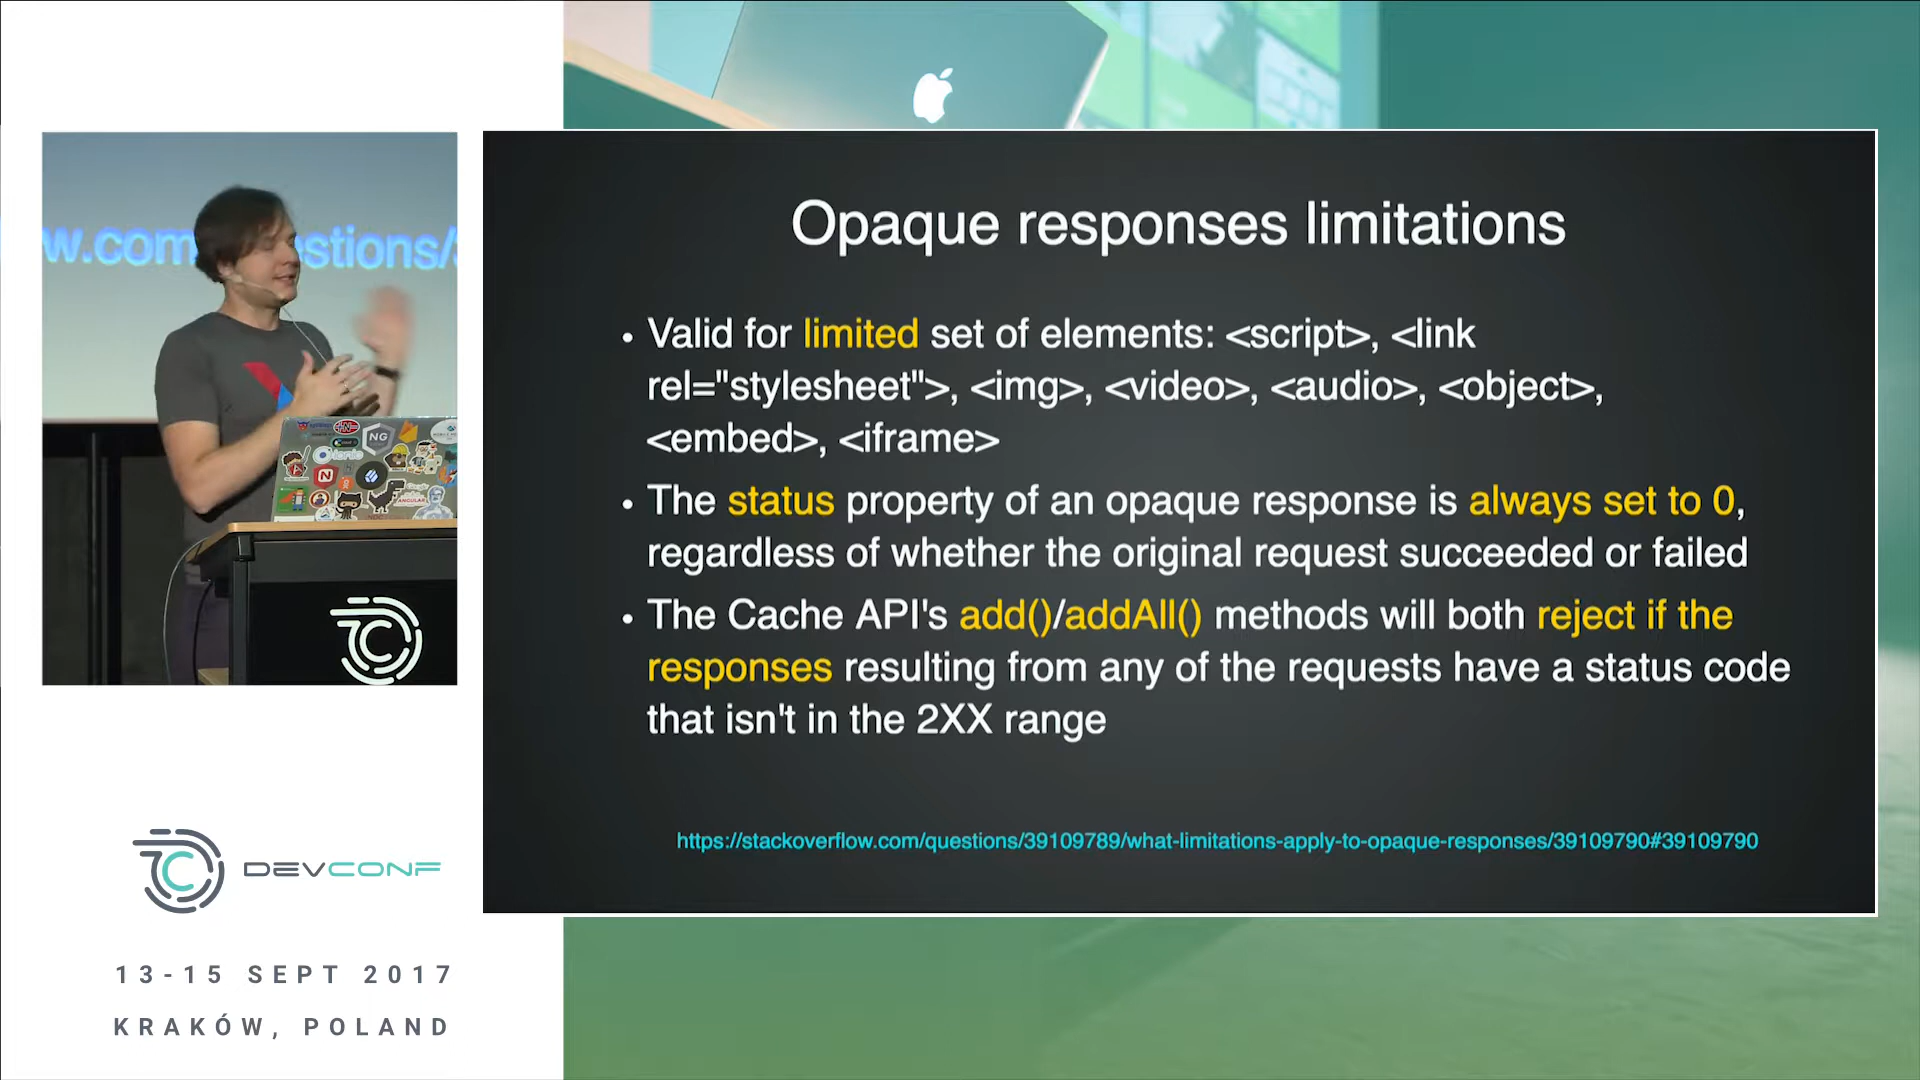 w.com
stions/
NG
ANGULAR
Opaque responses limitations
• Valid for limited set of elements: <script>, <link
rel="stylesheet">, <img>, <video>, <audio>, <object>,
<embed>, <iframe>
• The status property of an opaque response is always set to 0,
regardless of whether the original request succeeded or failed
• The Cache API's add()/addAll() methods will both reject if the
responses resulting from any of the requests have a status code
that isn't in the 2XX range
https://stackoverflow.com/questions/39109789/what-limitations-apply-to-opaque-responses/39109790#39109790
DEVCONF
13-15 SEPT 2017
KRAKÓW, POLAND